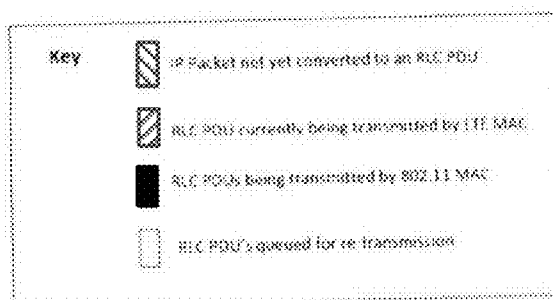 Key
IP Packet not yet converted to an RLC PDU
RLC PDU currently being transmitted by LTE MAC
RLC PDUs being transmitted by 802.11 MAC
RLC PDU's queued for re-transmission